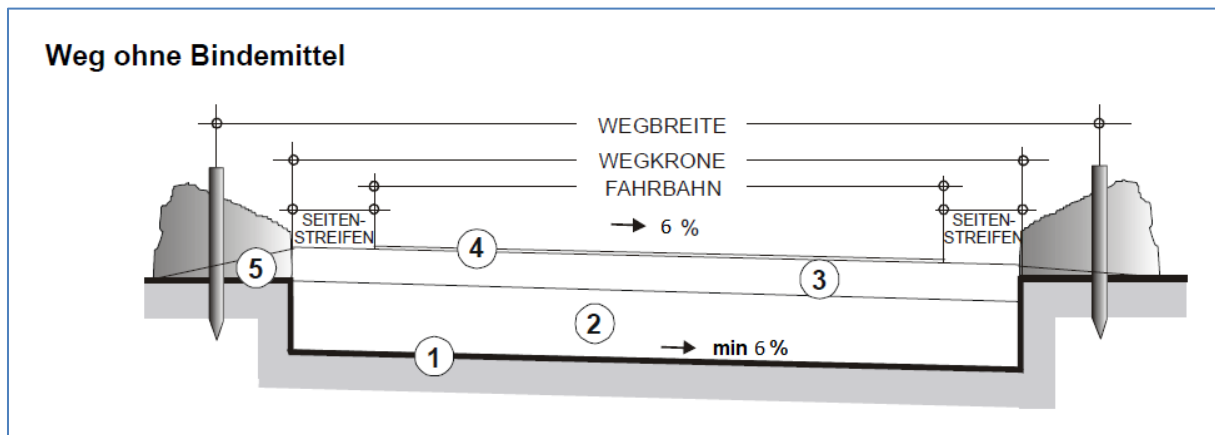 Weg ohne Bindemittel
WEGBREITE
WEGKRONE
FAHRBAHN
SEITEN-
STREIFEN
6 %
SEITEN-
STREIFEN
4
5
3
2
1
min 6 %